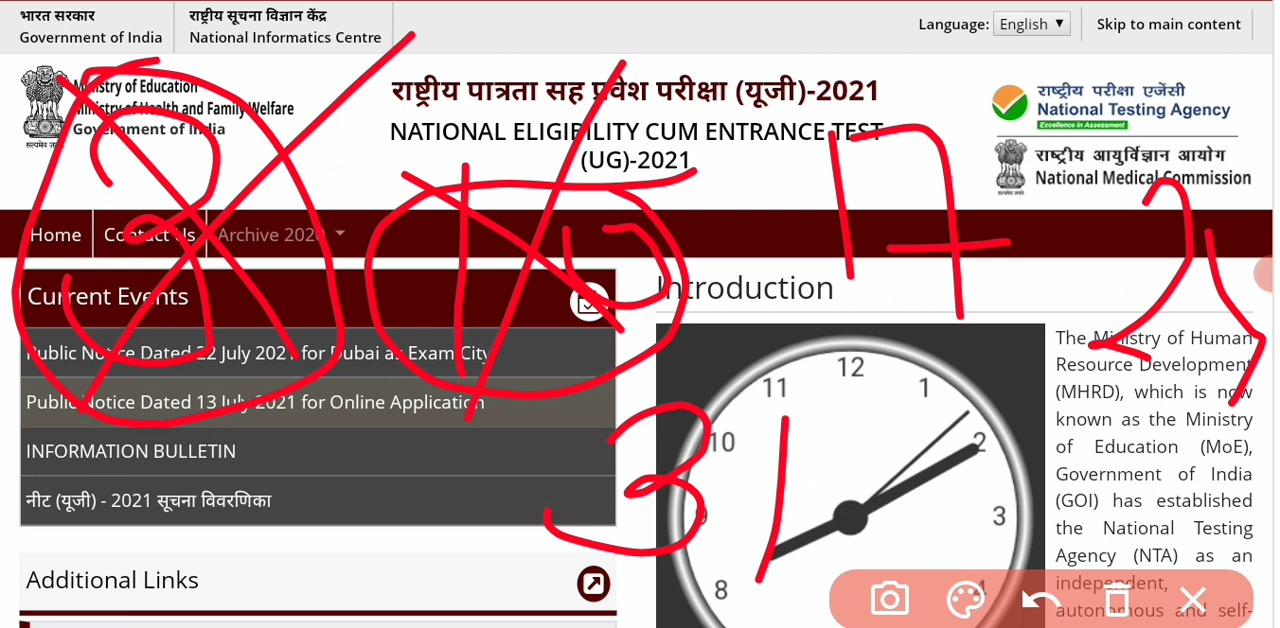 भारत सरकार
Government of India
राष्ट्रीय सूचना विज्ञान केंद्र
National Informatics Centre
Language: English ▼
Skip to main content
Ministry of Education
Ministry of Health and Family Welfare
Government of India
सत्यमेव जयते
राष्ट्रीय पात्रता सह प्रवेश परीक्षा (यूजी)-2021
NATIONAL ELIGIBILITY CUM ENTRANCE TEST
(UG)-2021
राष्ट्रीय परीक्षा एजेंसी
National Testing Agency
Excellence in Assessment
राष्ट्रीय आयुर्विज्ञान आयोग
National Medical Commission
Home
Contact Us
Archive 2020
Current Events
Public Notice Dated 22 July 2021 for Dubai as Exam City
Public Notice Dated 13 July 2021 for Online Application
INFORMATION BULLETIN
नीट (यूजी) - 2021 सूचना विवरणिका
Additional Links
Introduction
12
11
1
10
2
9
3
8
4
The Ministry of Human
Resource Development
(MHRD), which is now
known as the Ministry
of Education (MoE),
Government of India
(GOI) has established
the National Testing
Agency (NTA) as an
independent,
autonomous and self-
17
31